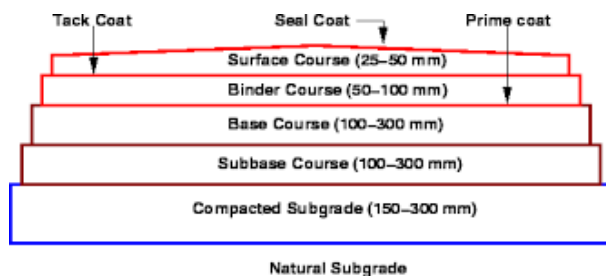 Tack Coat Seal Coat Prime coat
Surface Course (25-50 mm)
Binder Course (50-100 mm)
Base Course (100-300 mm)
Subbase Course (100-300 mm)
Compacted Subgrade (150-300 mm)
Natural Subgrade